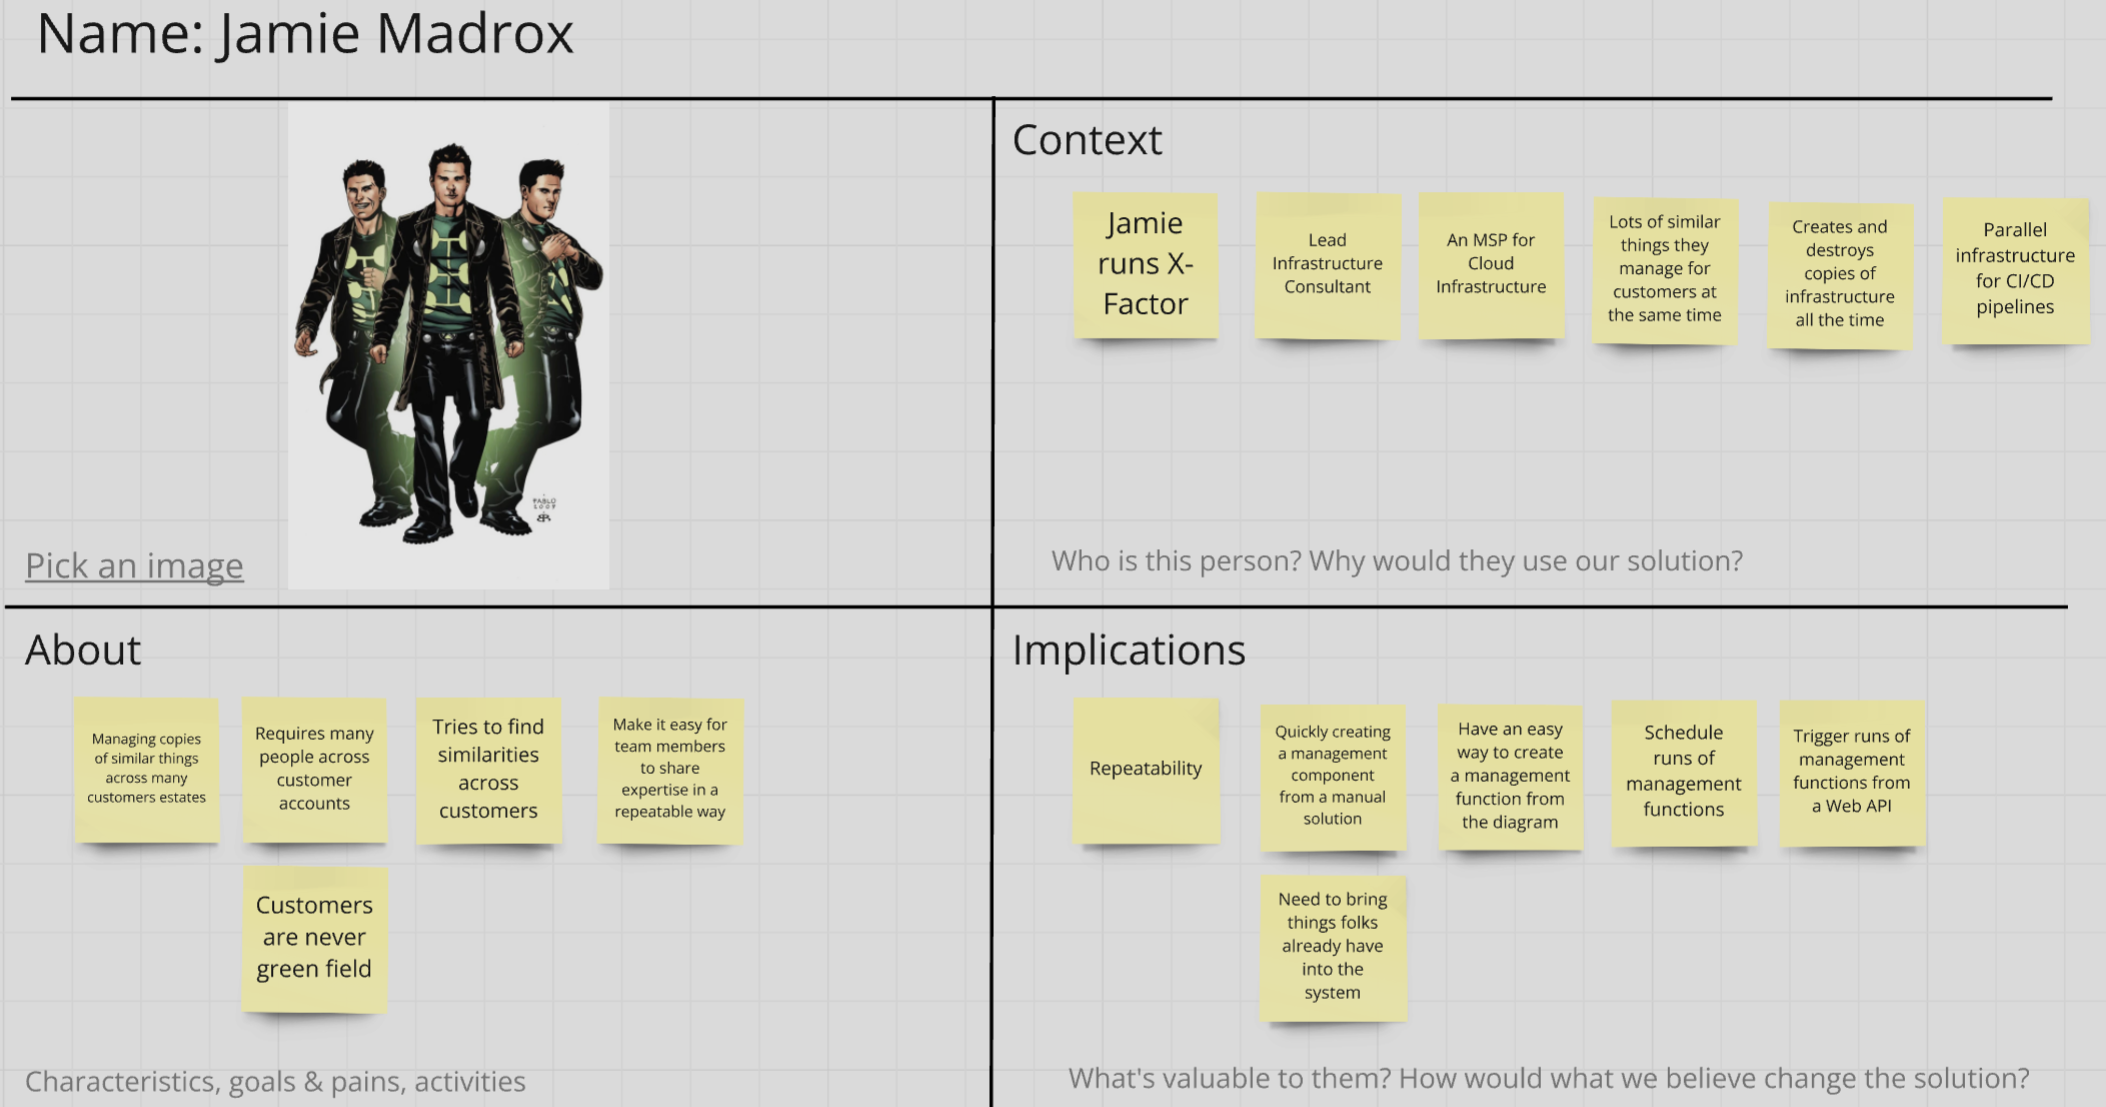 Name: Jamie Madrox
Pick an image
Context
Jamie
runs X-
Factor
Lead
Infrastructure
Consultant
An MSP for
Cloud
Infrastructure
Lots of similar
things they
manage for
customers at
the same time
Creates and
destroys
copies of
infrastructure
all the time
Parallel
infrastructure
for CI/CD
pipelines
Who is this person? Why would they use our solution?
About
Managing copies
of similar things
across many
customers estates
Requires many
people across
customer
accounts
Tries to find
similarities
across
customers
Make it easy for
team members
to share
expertise in a
repeatable way
Customers
are never
green field
Characteristics, goals & pains, activities
Implications
Repeatability
Quickly creating
a management
component
from a manual
solution
Have an easy
way to create
a management
function from
the diagram
Schedule
runs of
management
functions
Trigger runs of
management
functions from
a Web API
Need to bring
things folks
already have
into the
system
What's valuable to them? How would what we believe change the solution?